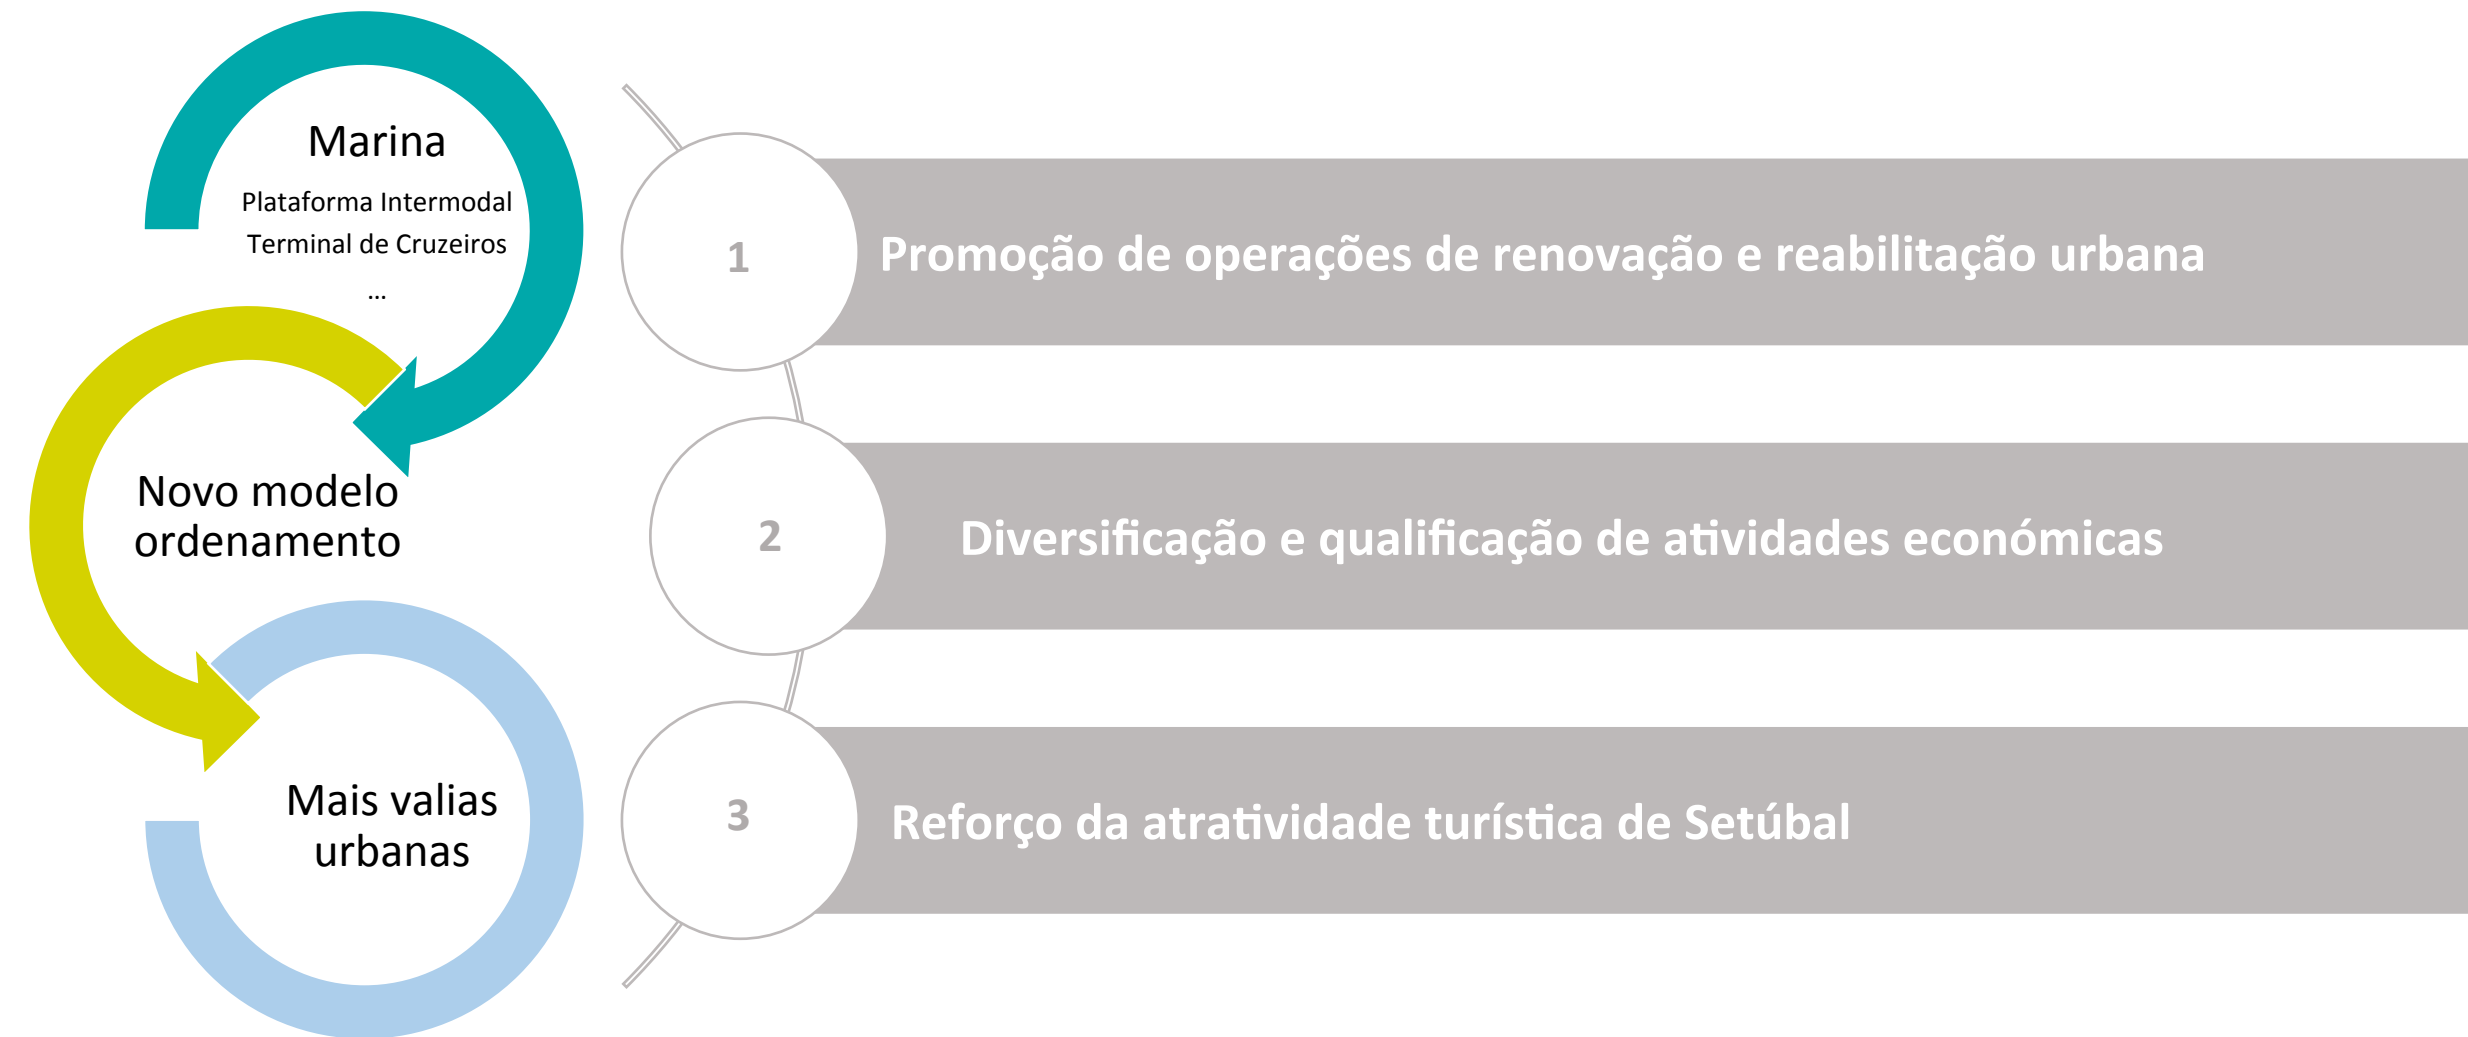 Marina
Plataforma Intermodal
Terminal de Cruzeiros
...
Novo modelo
ordenamento
Mais valias
urbanas
1
Promoção de operações de renovação e reabilitação urbana
2
Diversificação e qualificação de atividades económicas
3
Reforço da atratividade turística de Setúbal